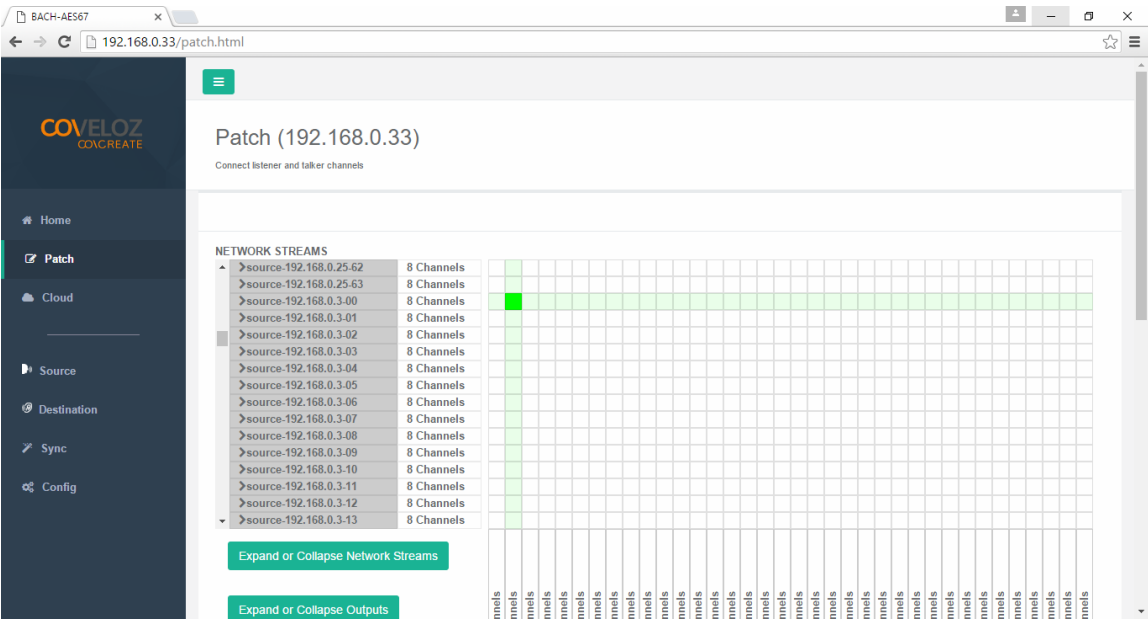 BACH-AES67
192.168.0.33/patch.html
COVELOZ
CO\CREATE
Home
Patch
Cloud
Source
Destination
Sync
Config
Patch (192.168.0.33)
Connect listener and talker channels
NETWORK STREAMS
source-192.168.0.25-62 8 Channels
source-192.168.0.25-63 8 Channels
source-192.168.0.3-00 8 Channels
source-192.168.0.3-01 8 Channels
source-192.168.0.3-02 8 Channels
source-192.168.0.3-03 8 Channels
source-192.168.0.3-04 8 Channels
source-192.168.0.3-05 8 Channels
source-192.168.0.3-06 8 Channels
source-192.168.0.3-07 8 Channels
source-192.168.0.3-08 8 Channels
source-192.168.0.3-09 8 Channels
source-192.168.0.3-10 8 Channels
source-192.168.0.3-11 8 Channels
source-192.168.0.3-12 8 Channels
source-192.168.0.3-13 8 Channels
Expand or Collapse Network Streams
Expand or Collapse Outputs